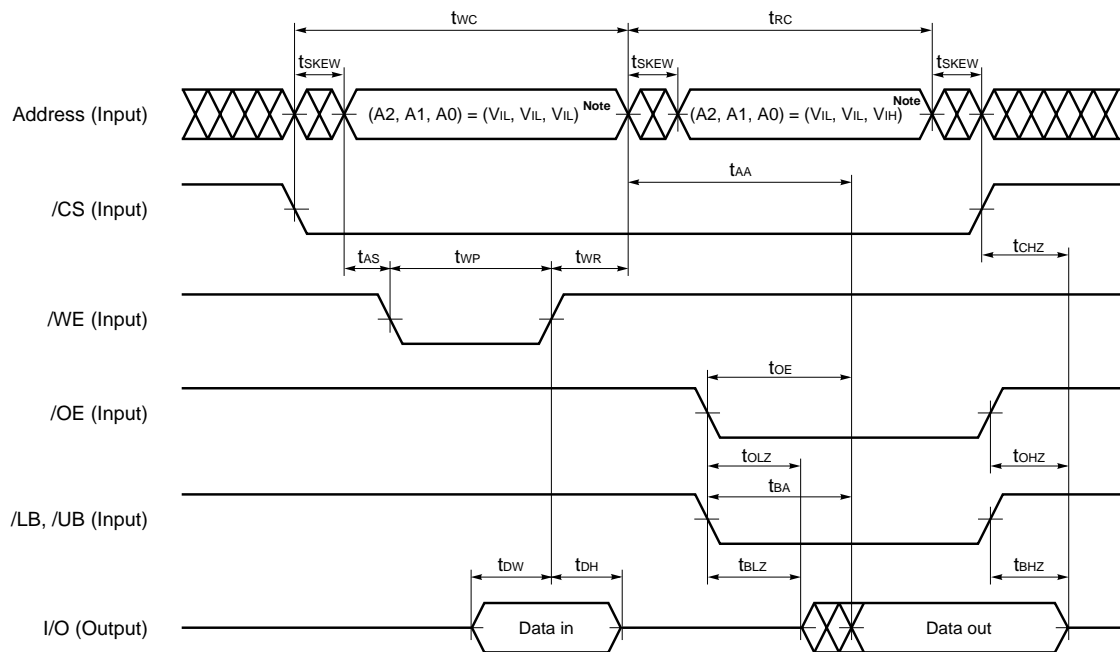 tWC tRC
tSKEW tSKEW tSKEW
Address (Input) (A2, A1, A0) = (VIL, VIL, VIL) Note (A2, A1, A0) = (VIL, VIL, VIH) Note
tAA
/CS (Input)
tCHZ
tAS tWP tWR
/WE (Input)
tOE
/OE (Input)
tOLZ tOHZ
tBA
/LB, /UB (Input)
tDW tDH tBLZ tBHZ
I/O (Output) Data in Data out